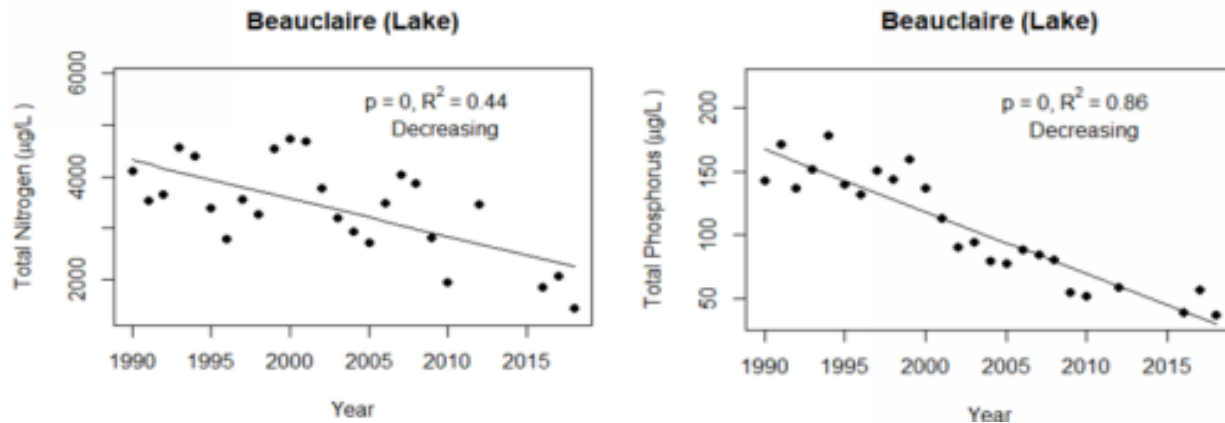 Beauclaire (Lake)
p = 0, R² = 0.44
Decreasing
Total Nitrogen (µg/L )
6000
4000
2000
1990 1995 2000 2005 2010 2015
Year
Beauclaire (Lake)
p = 0, R² = 0.86
Decreasing
Total Phosphorus (µg/L )
200
150
100
50
1990 1995 2000 2005 2010 2015
Year